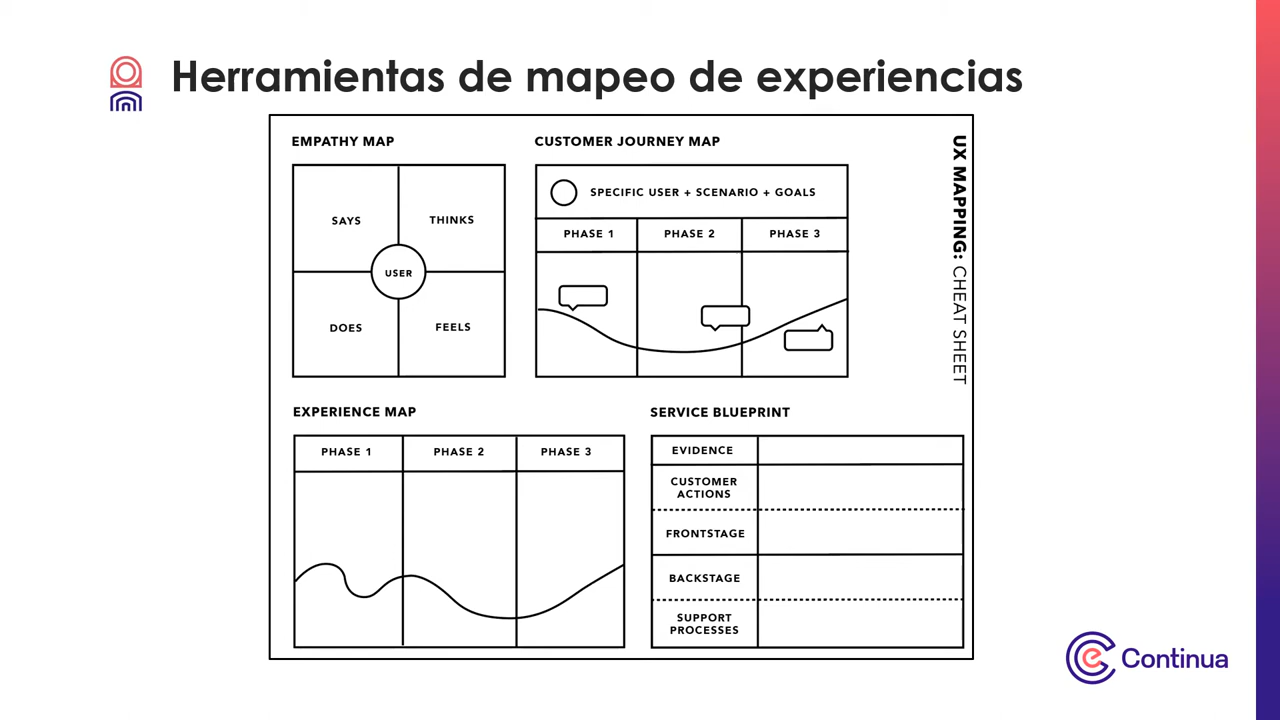 Herramientas de mapeo de experiencias
EMPATHY MAP
SAYS
THINKS
USER
DOES
FEELS
CUSTOMER JOURNEY MAP
SPECIFIC USER + SCENARIO + GOALS
PHASE 1
PHASE 2
PHASE 3
UX MAPPING: CHEAT SHEET
EXPERIENCE MAP
PHASE 1
PHASE 2
PHASE 3
SERVICE BLUEPRINT
EVIDENCE
CUSTOMER
ACTIONS
FRONTSTAGE
BACKSTAGE
SUPPORT
PROCESSES
Continua